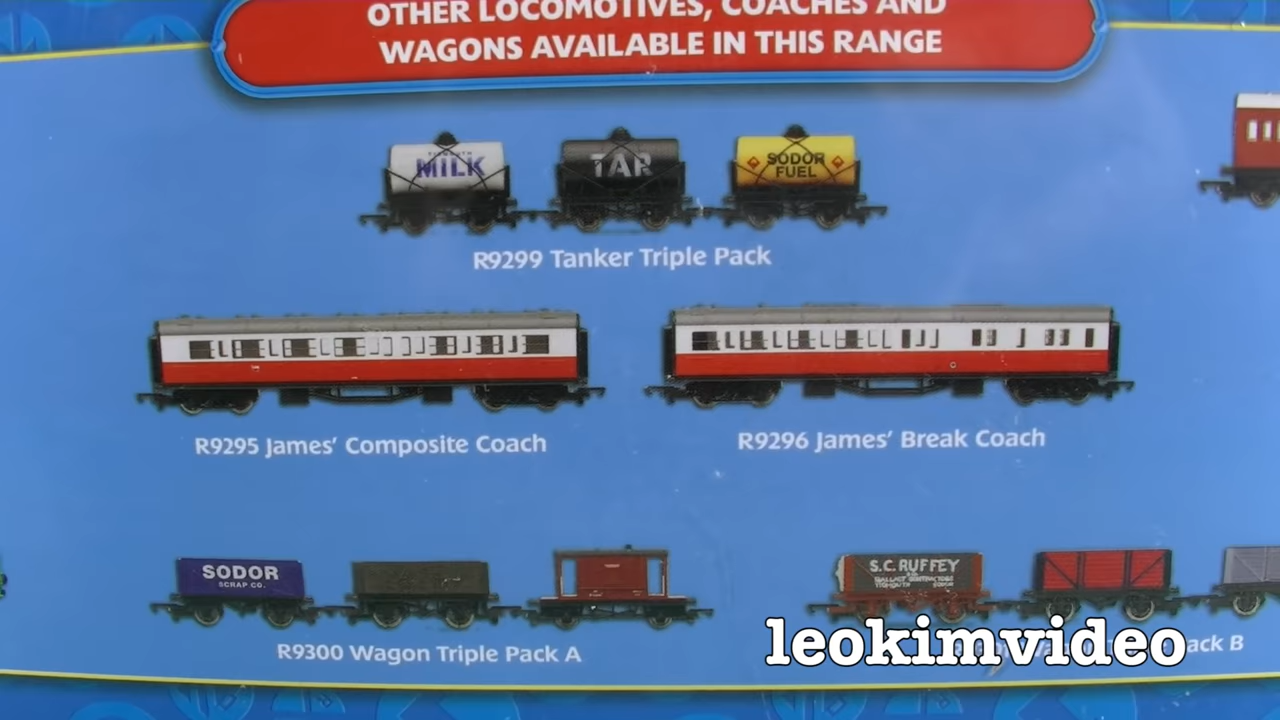 OTHER LOCOMOTIVES, COACHES AND
WAGONS AVAILABLE IN THIS RANGE
MILK
TAR
SODOR
FUEL
R9299 Tanker Triple Pack
R9295 James' Composite Coach
R9296 James' Break Coach
SODOR
SCRAP CO.
S.C. RUFFEY
R9300 Wagon Triple Pack A
ack B
leokimvideo